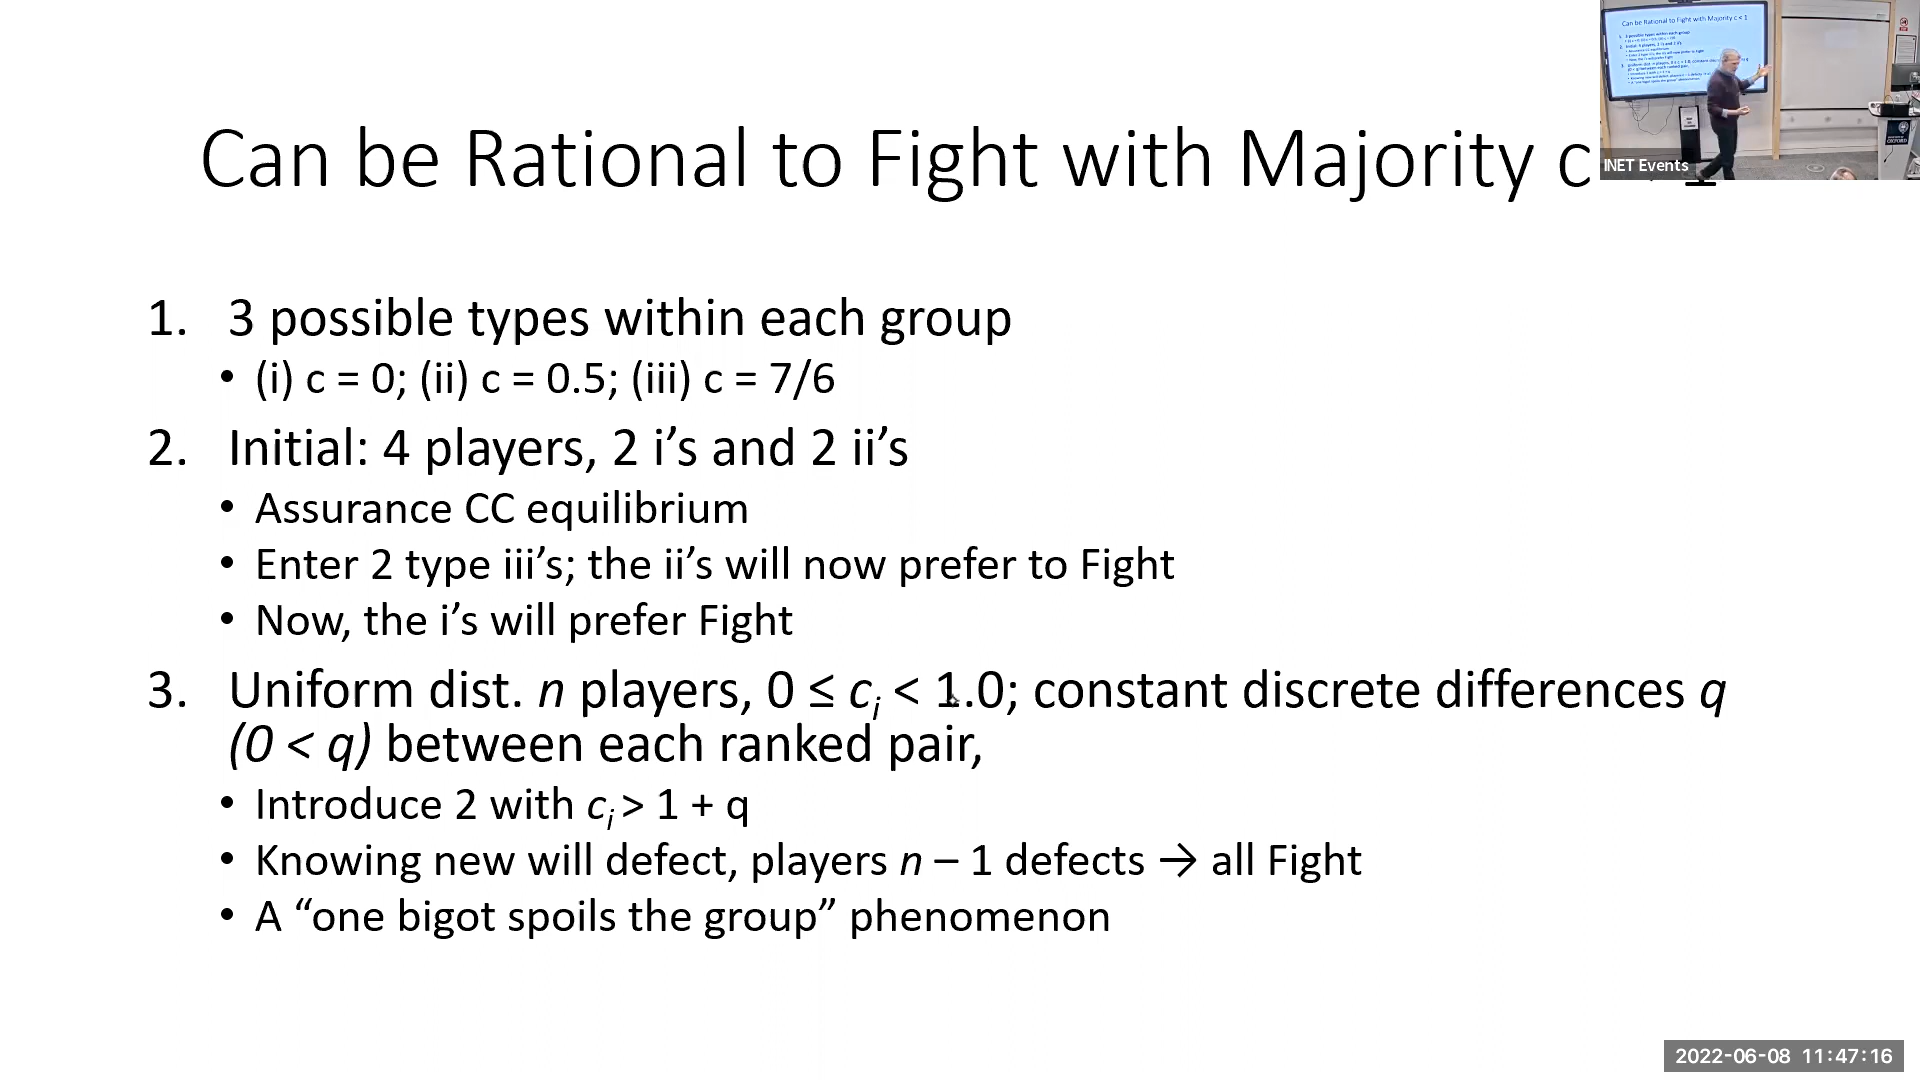 Can be Rational to Fight with Majority c < 1
INET Events
1. 3 possible types within each group
• (i) c = 0; (ii) c = 0.5; (iii) c = 7/6
2. Initial: 4 players, 2 i’s and 2 ii’s
• Assurance CC equilibrium
• Enter 2 type iii’s; the ii’s will now prefer to Fight
• Now, the i’s will prefer Fight
3. Uniform dist. n players, 0 ≤ cᵢ < 1.0; constant discrete differences q
(0 < q) between each ranked pair,
• Introduce 2 with cᵢ > 1 + q
• Knowing new will defect, players n – 1 defects → all Fight
• A “one bigot spoils the group” phenomenon
2022-06-08 11:47:16